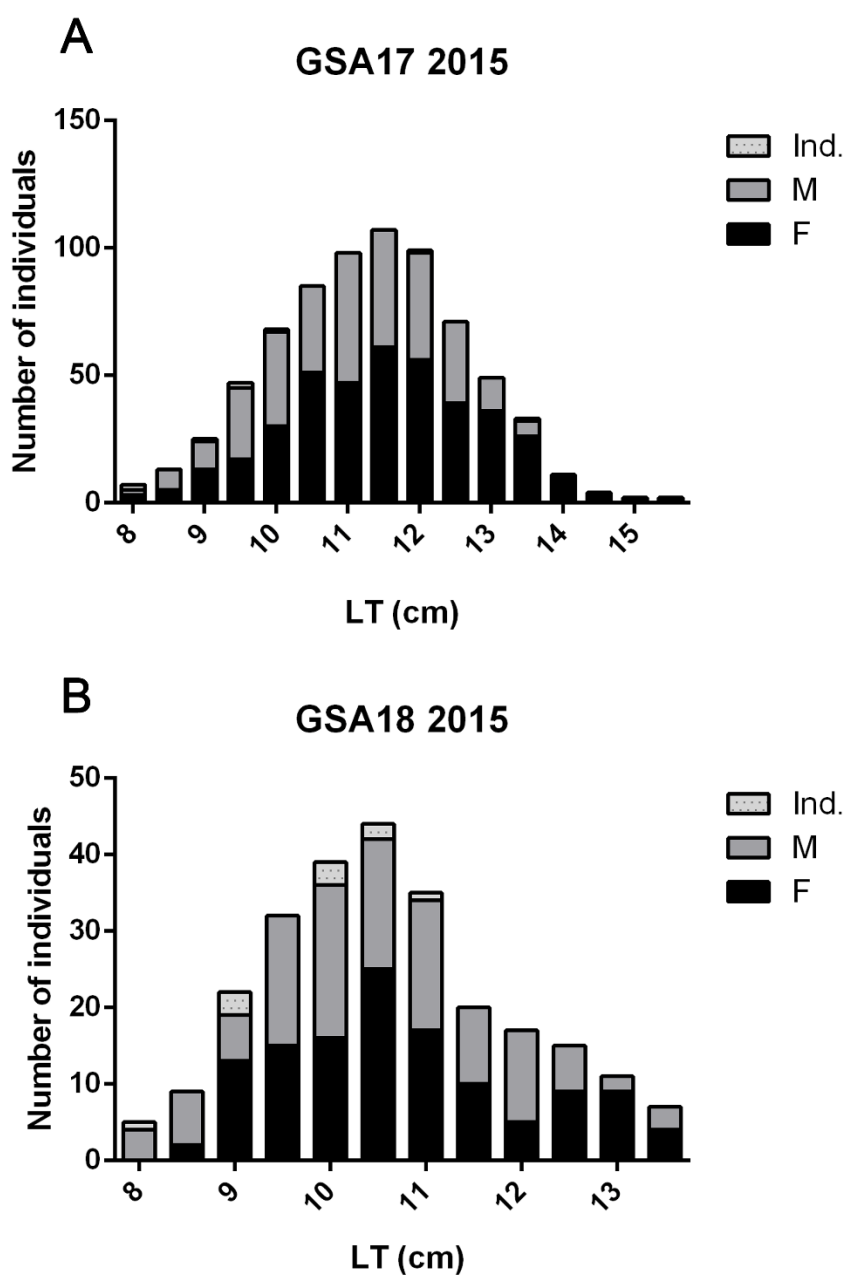 A
GSA17 2015
Number of individuals
150
100
50
0
8 9 10 11 12 13 14 15
LT (cm)
Ind.
M
F
B
GSA18 2015
Number of individuals
50
40
30
20
10
0
8 9 10 11 12 13
LT (cm)
Ind.
M
F